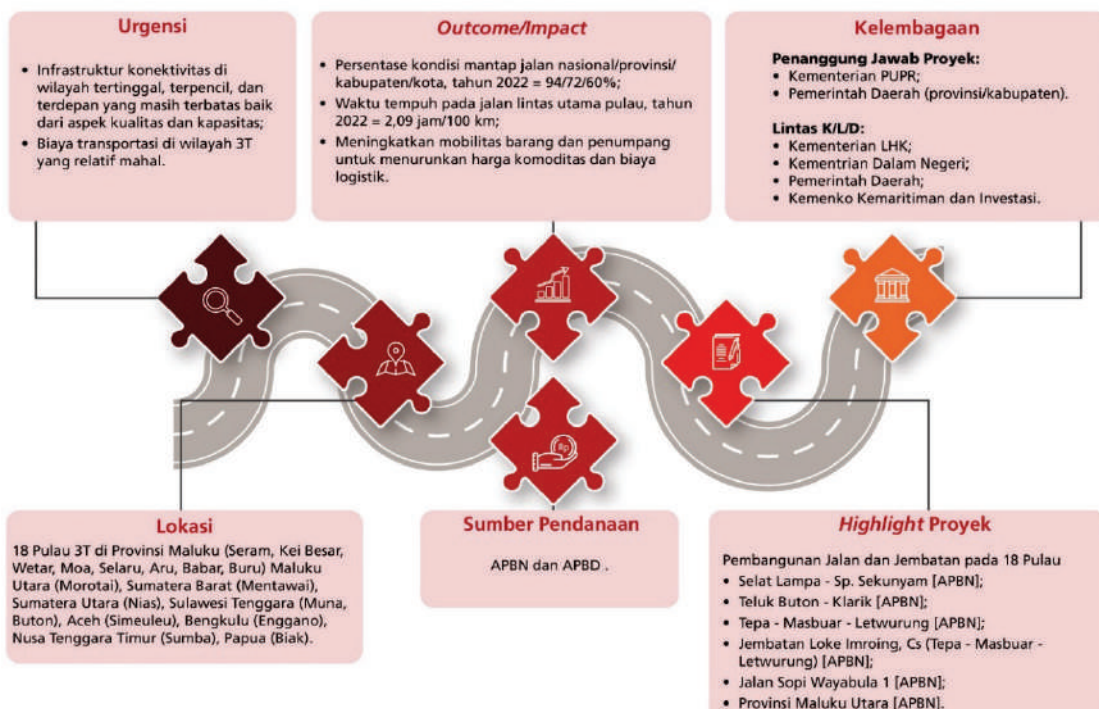 Urgensi
• Infrastruktur konektivitas di
wilayah tertinggal, terpencil, dan
terdepan yang masih terbatas baik
dari aspek kualitas dan kapasitas;
• Biaya transportasi di wilayah 3T
yang relatif mahal.
Outcome/Impact
• Persentase kondisi mantap jalan nasional/provinsi/
kabupaten/kota, tahun 2022 = 94/72/60%;
• Waktu tempuh pada jalan lintas utama pulau, tahun
2022 = 2,09 jam/100 km;
• Meningkatkan mobilitas barang dan penumpang
untuk menurunkan harga komoditas dan biaya
logistik.
Kelembagaan
Penanggung Jawab Proyek:
• Kementerian PUPR;
• Pemerintah Daerah (provinsi/kabupaten).
Lintas K/L/D:
• Kementerian LHK;
• Kementrian Dalam Negeri;
• Pemerintah Daerah;
• Kemenko Kemaritiman dan Investasi.
Rp
Lokasi
18 Pulau 3T di Provinsi Maluku (Seram, Kei Besar,
Wetar, Moa, Selaru, Aru, Babar, Buru) Maluku
Utara (Morotai), Sumatera Barat (Mentawai),
Sumatera Utara (Nias), Sulawesi Tenggara (Muna,
Buton), Aceh (Simeuleu), Bengkulu (Enggano),
Nusa Tenggara Timur (Sumba), Papua (Biak).
Sumber Pendanaan
APBN dan APBD .
Highlight Proyek
Pembangunan Jalan dan Jembatan pada 18 Pulau
• Selat Lampa - Sp. Sekunyam [APBN];
• Teluk Buton - Klarik [APBN];
• Tepa - Masbuar - Letwurung [APBN];
• Jembatan Loke Imroing, Cs (Tepa - Masbuar -
Letwurung) [APBN];
• Jalan Sopi Wayabula 1 [APBN];
• Provinsi Maluku Utara [APBN].